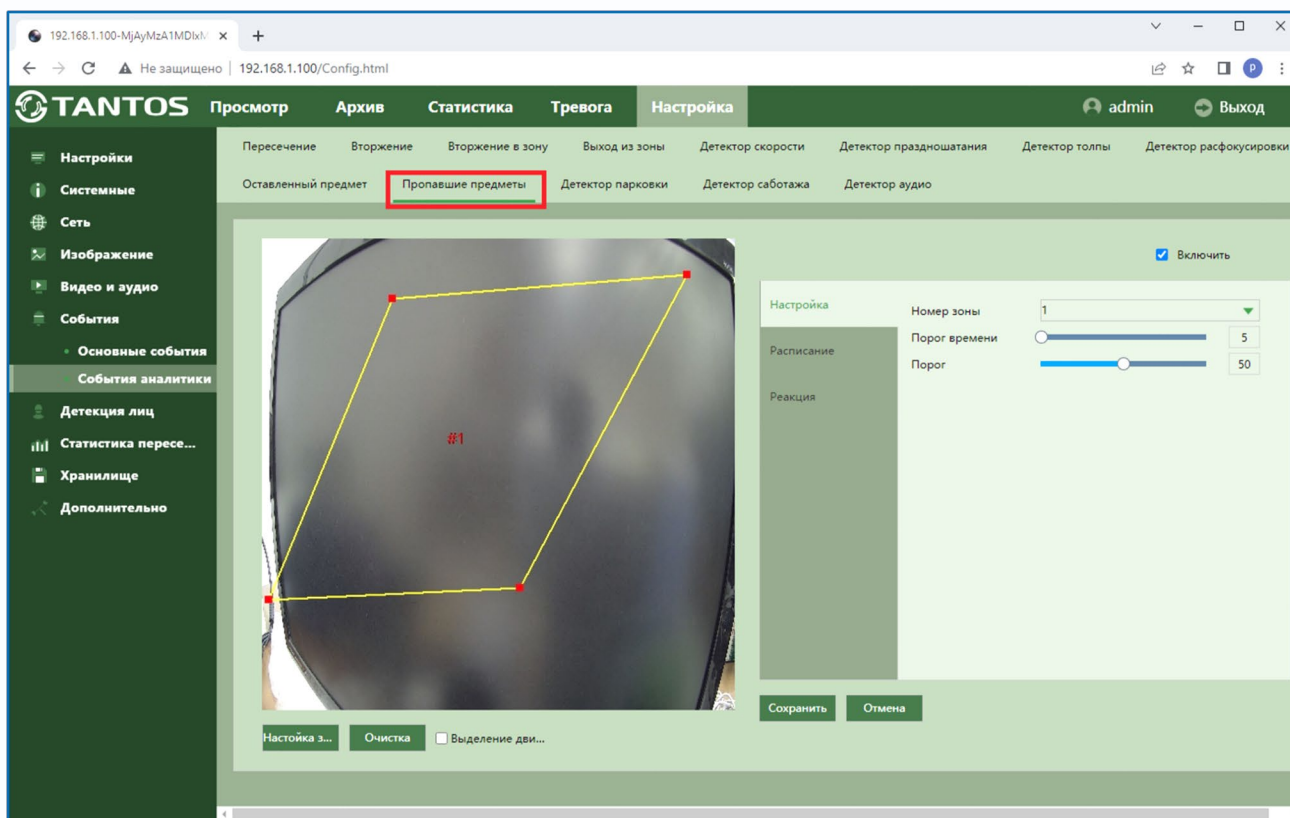 192.168.1.100-MjAyMzA1MDIxM
Не защищено 192.168.1.100/Config.html P
TANTOS Просмотр Архив Статистика Тревога Настройка admin Выход
Настройки
Системные
Сеть
Изображение
Видео и аудио
События
Основные события
События аналитики
Детекция лиц
Статистика пересе...
Хранилище
Дополнительно
Пересечение Вторжение Вторжение в зону Выход из зоны Детектор скорости Детектор праздношатания Детектор толпы Детектор расфокусировки
Оставленный предмет Пропавшие предметы Детектор парковки Детектор саботажа Детектор аудио
#1
Включить
Настройка
Расписание
Реакция
Номер зоны 1
Порог времени 5
Порог 50
Сохранить Отмена
Настойка з... Очистка Выделение дви...